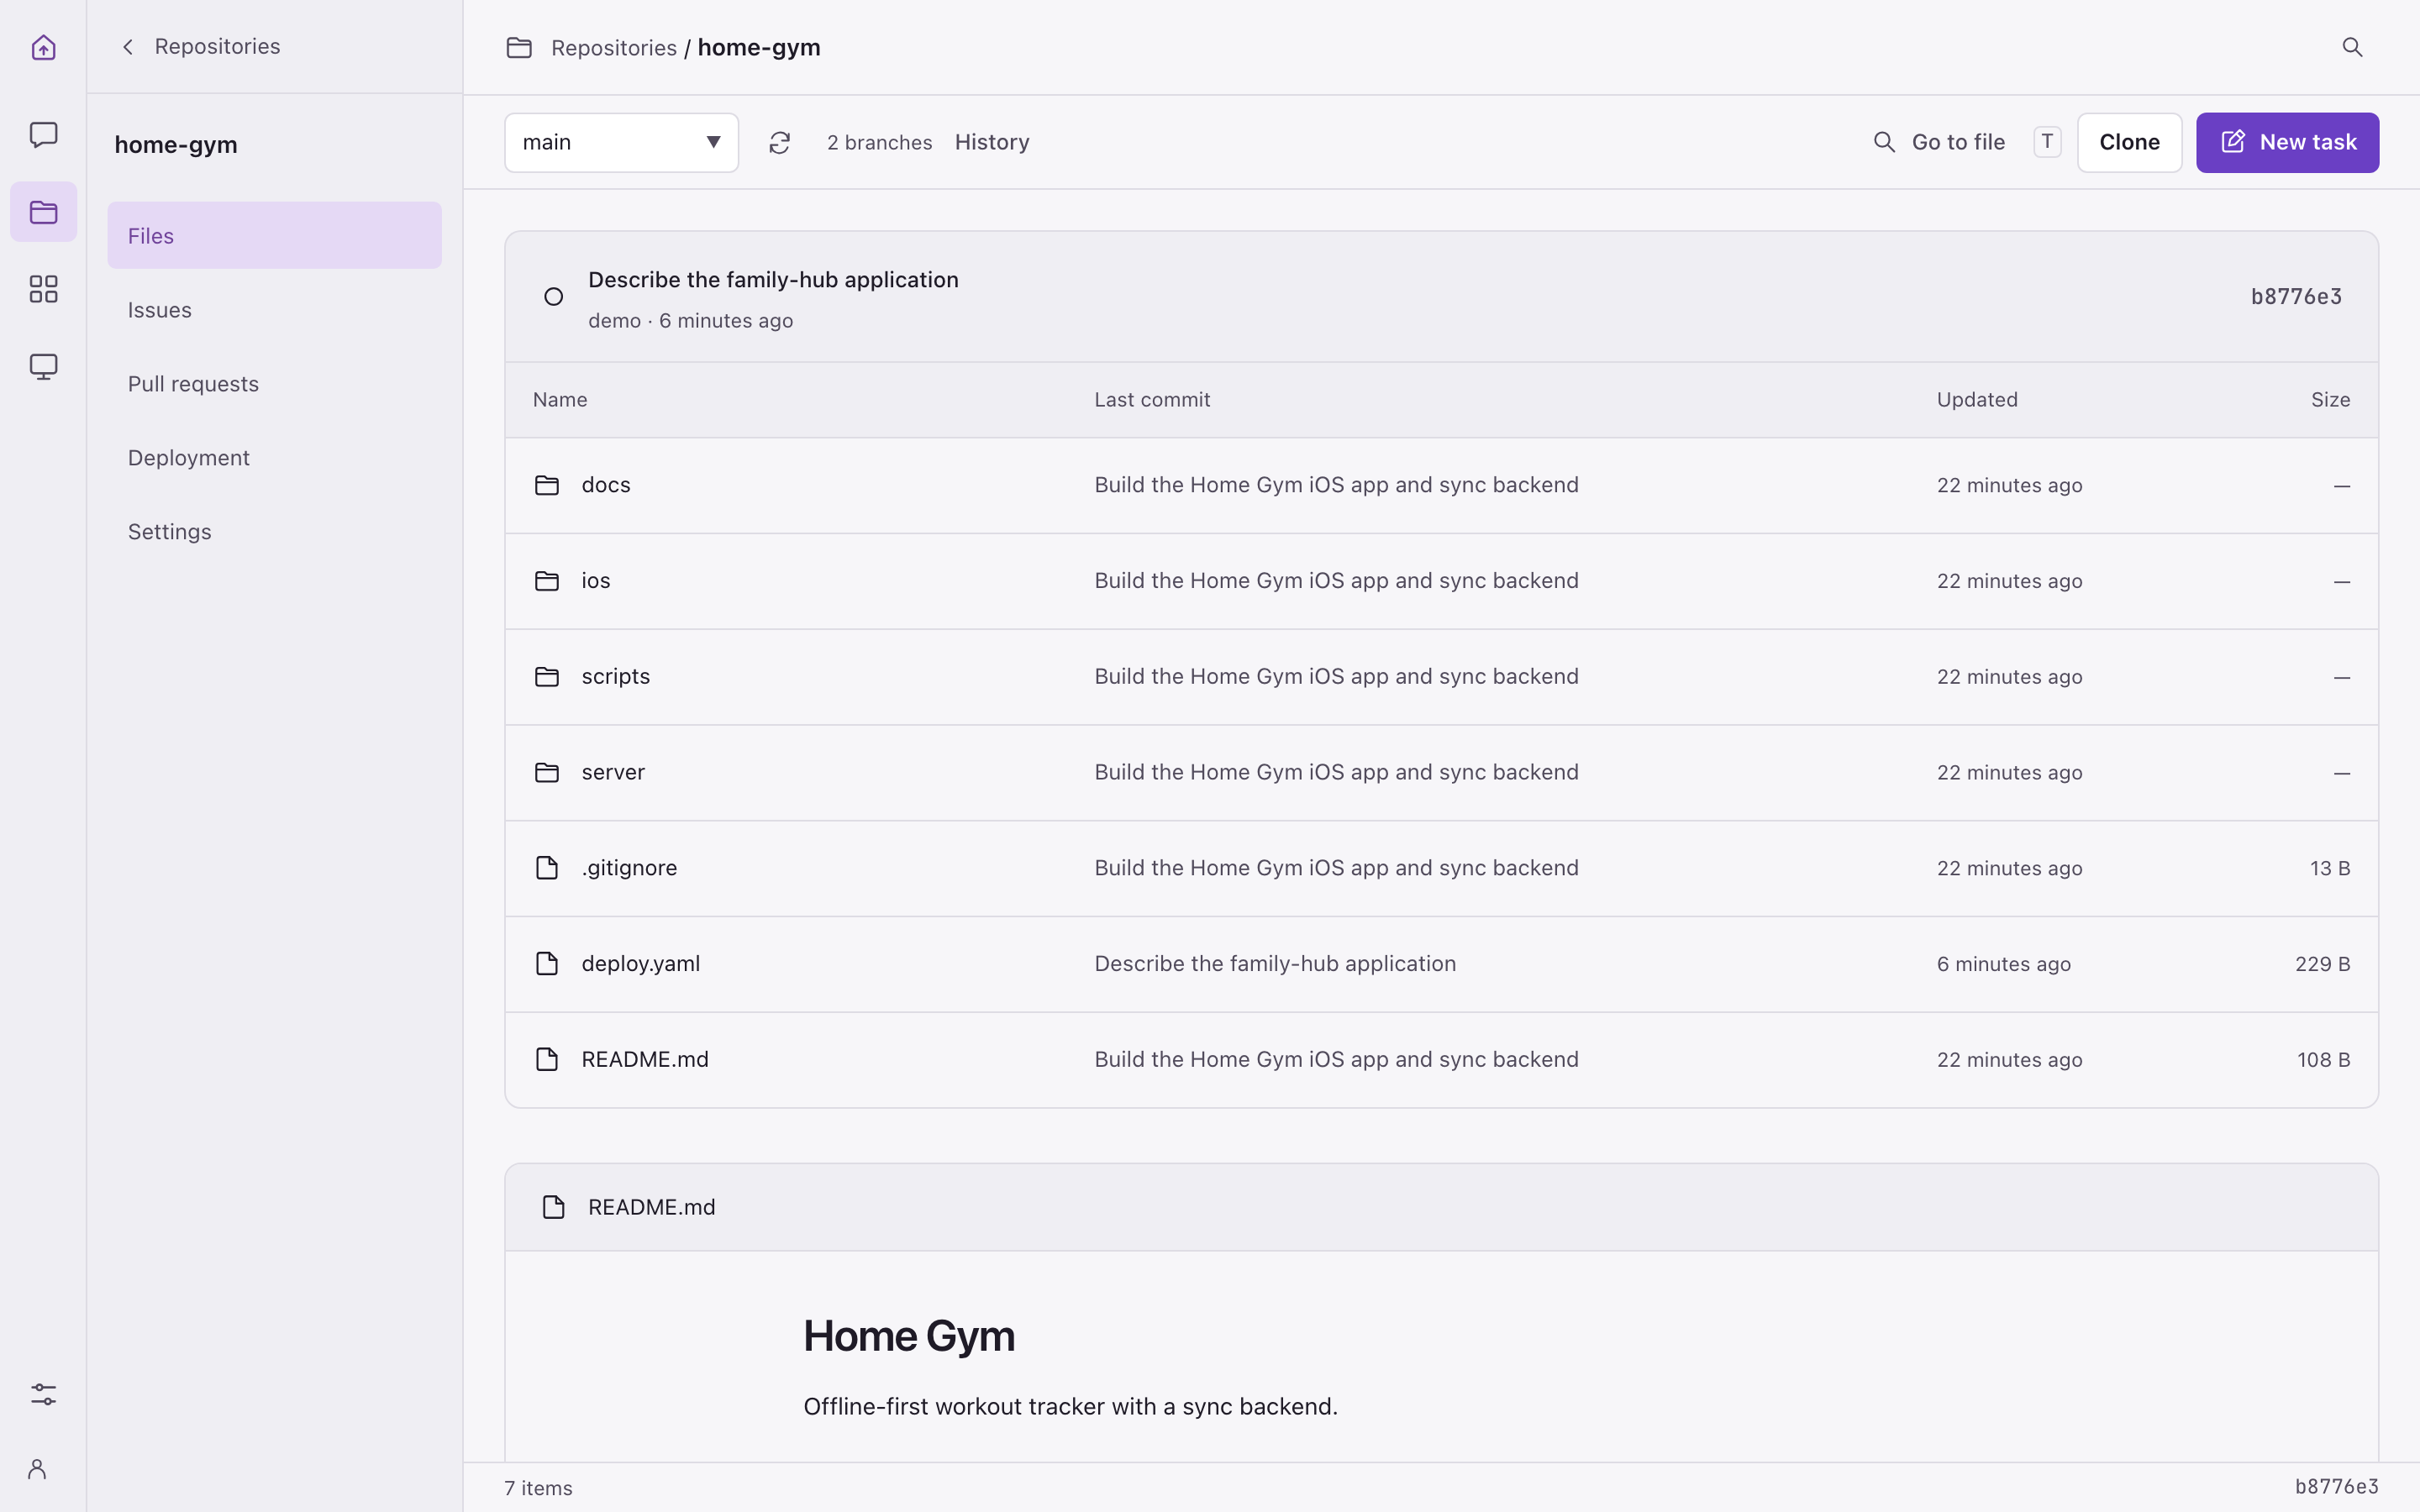 Repositories
home-gym
Files
Issues
Pull requests
Deployment
Settings
Repositories / home-gym
main
2 branches
History
Go to file
T
Clone
New task
Describe the family-hub application
demo · 6 minutes ago
b8776e3
Name Last commit Updated Size
docs Build the Home Gym iOS app and sync backend 22 minutes ago —
ios Build the Home Gym iOS app and sync backend 22 minutes ago —
scripts Build the Home Gym iOS app and sync backend 22 minutes ago —
server Build the Home Gym iOS app and sync backend 22 minutes ago —
.gitignore Build the Home Gym iOS app and sync backend 22 minutes ago 13 B
deploy.yaml Describe the family-hub application 6 minutes ago 229 B
README.md Build the Home Gym iOS app and sync backend 22 minutes ago 108 B
README.md
Home Gym
Offline-first workout tracker with a sync backend.
7 items
b8776e3